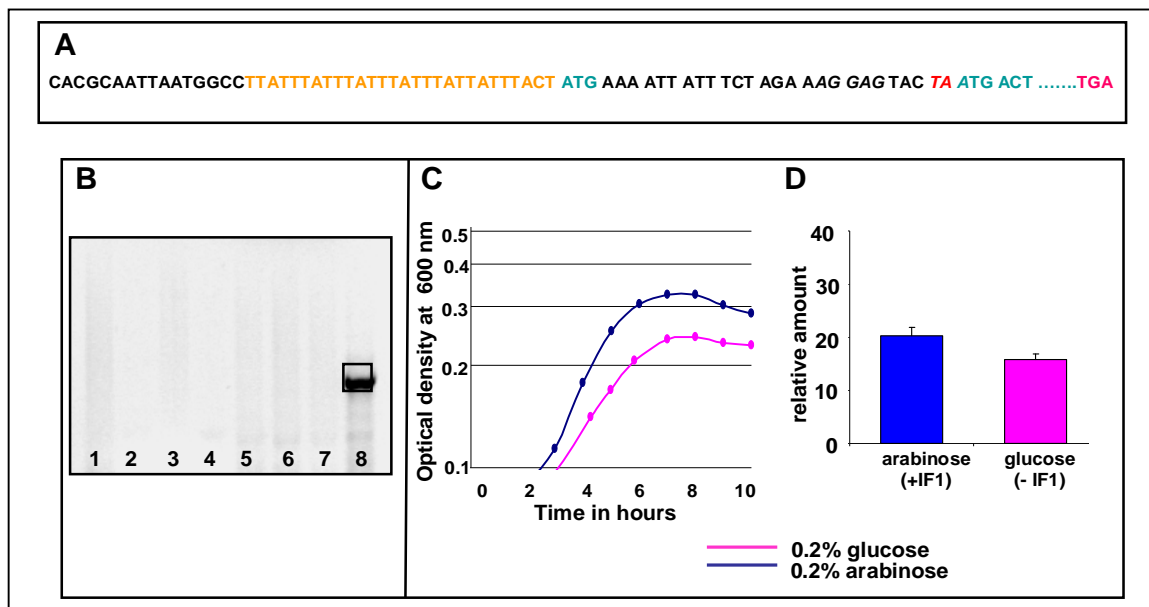 A
CACGCAATTAATGGCCTTATTTATTTATTTATTTATTATTTACT ATG AAA ATT ATT TCT AGA AAG GAG TAC TA ATG ACT .......TGA
B
1 2 3 4 5 6 7 8
C
Optical density at 600 nm
0.5
0.4
0.3
0.2
0.1
0 2 4 6 8 10
Time in hours
D
relative amount
40
30
20
10
0
arabinose
(+IF1)
glucose
(- IF1)
0.2% glucose
0.2% arabinose